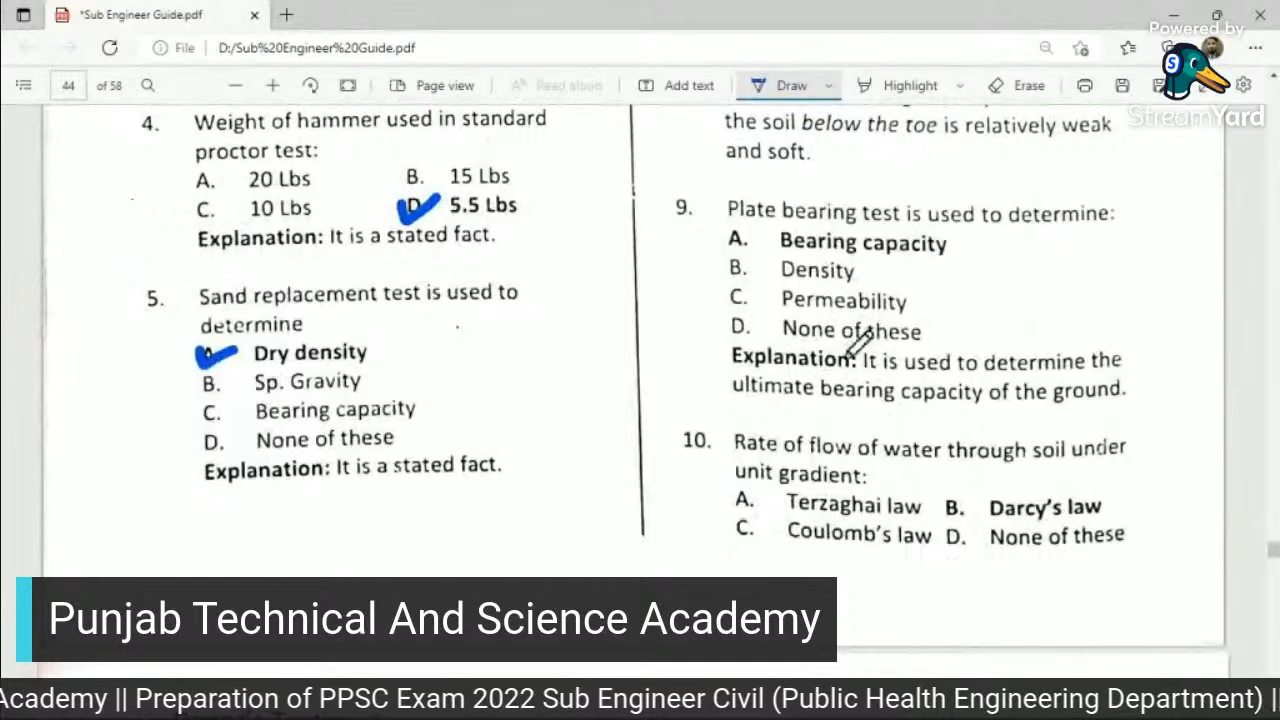 *Sub Engineer Guide.pdf
File
D:/Sub%20Engineer%20Guide.pdf
44
of 58
Page view
Read aloud
Add text
Draw
Highlight
Erase
Powered by
StreamYard
4. Weight of hammer used in standard
proctor test:
A. 20 Lbs B. 15 Lbs
C. 10 Lbs D. 5.5 Lbs
Explanation: It is a stated fact.
5. Sand replacement test is used to
determine
Dry density
B. Sp. Gravity
C. Bearing capacity
D. None of these
Explanation: It is a stated fact.
the soil below the toe is relatively weak
and soft.
9. Plate bearing test is used to determine:
A. Bearing capacity
B. Density
C. Permeability
D. None of these
Explanation: It is used to determine the
ultimate bearing capacity of the ground.
10. Rate of flow of water through soil under
unit gradient:
A. Terzaghai law B. Darcy's law
C. Coulomb's law D. None of these
Punjab Technical And Science Academy
Academy || Preparation of PPSC Exam 2022 Sub Engineer Civil (Public Health Engineering Department) ||